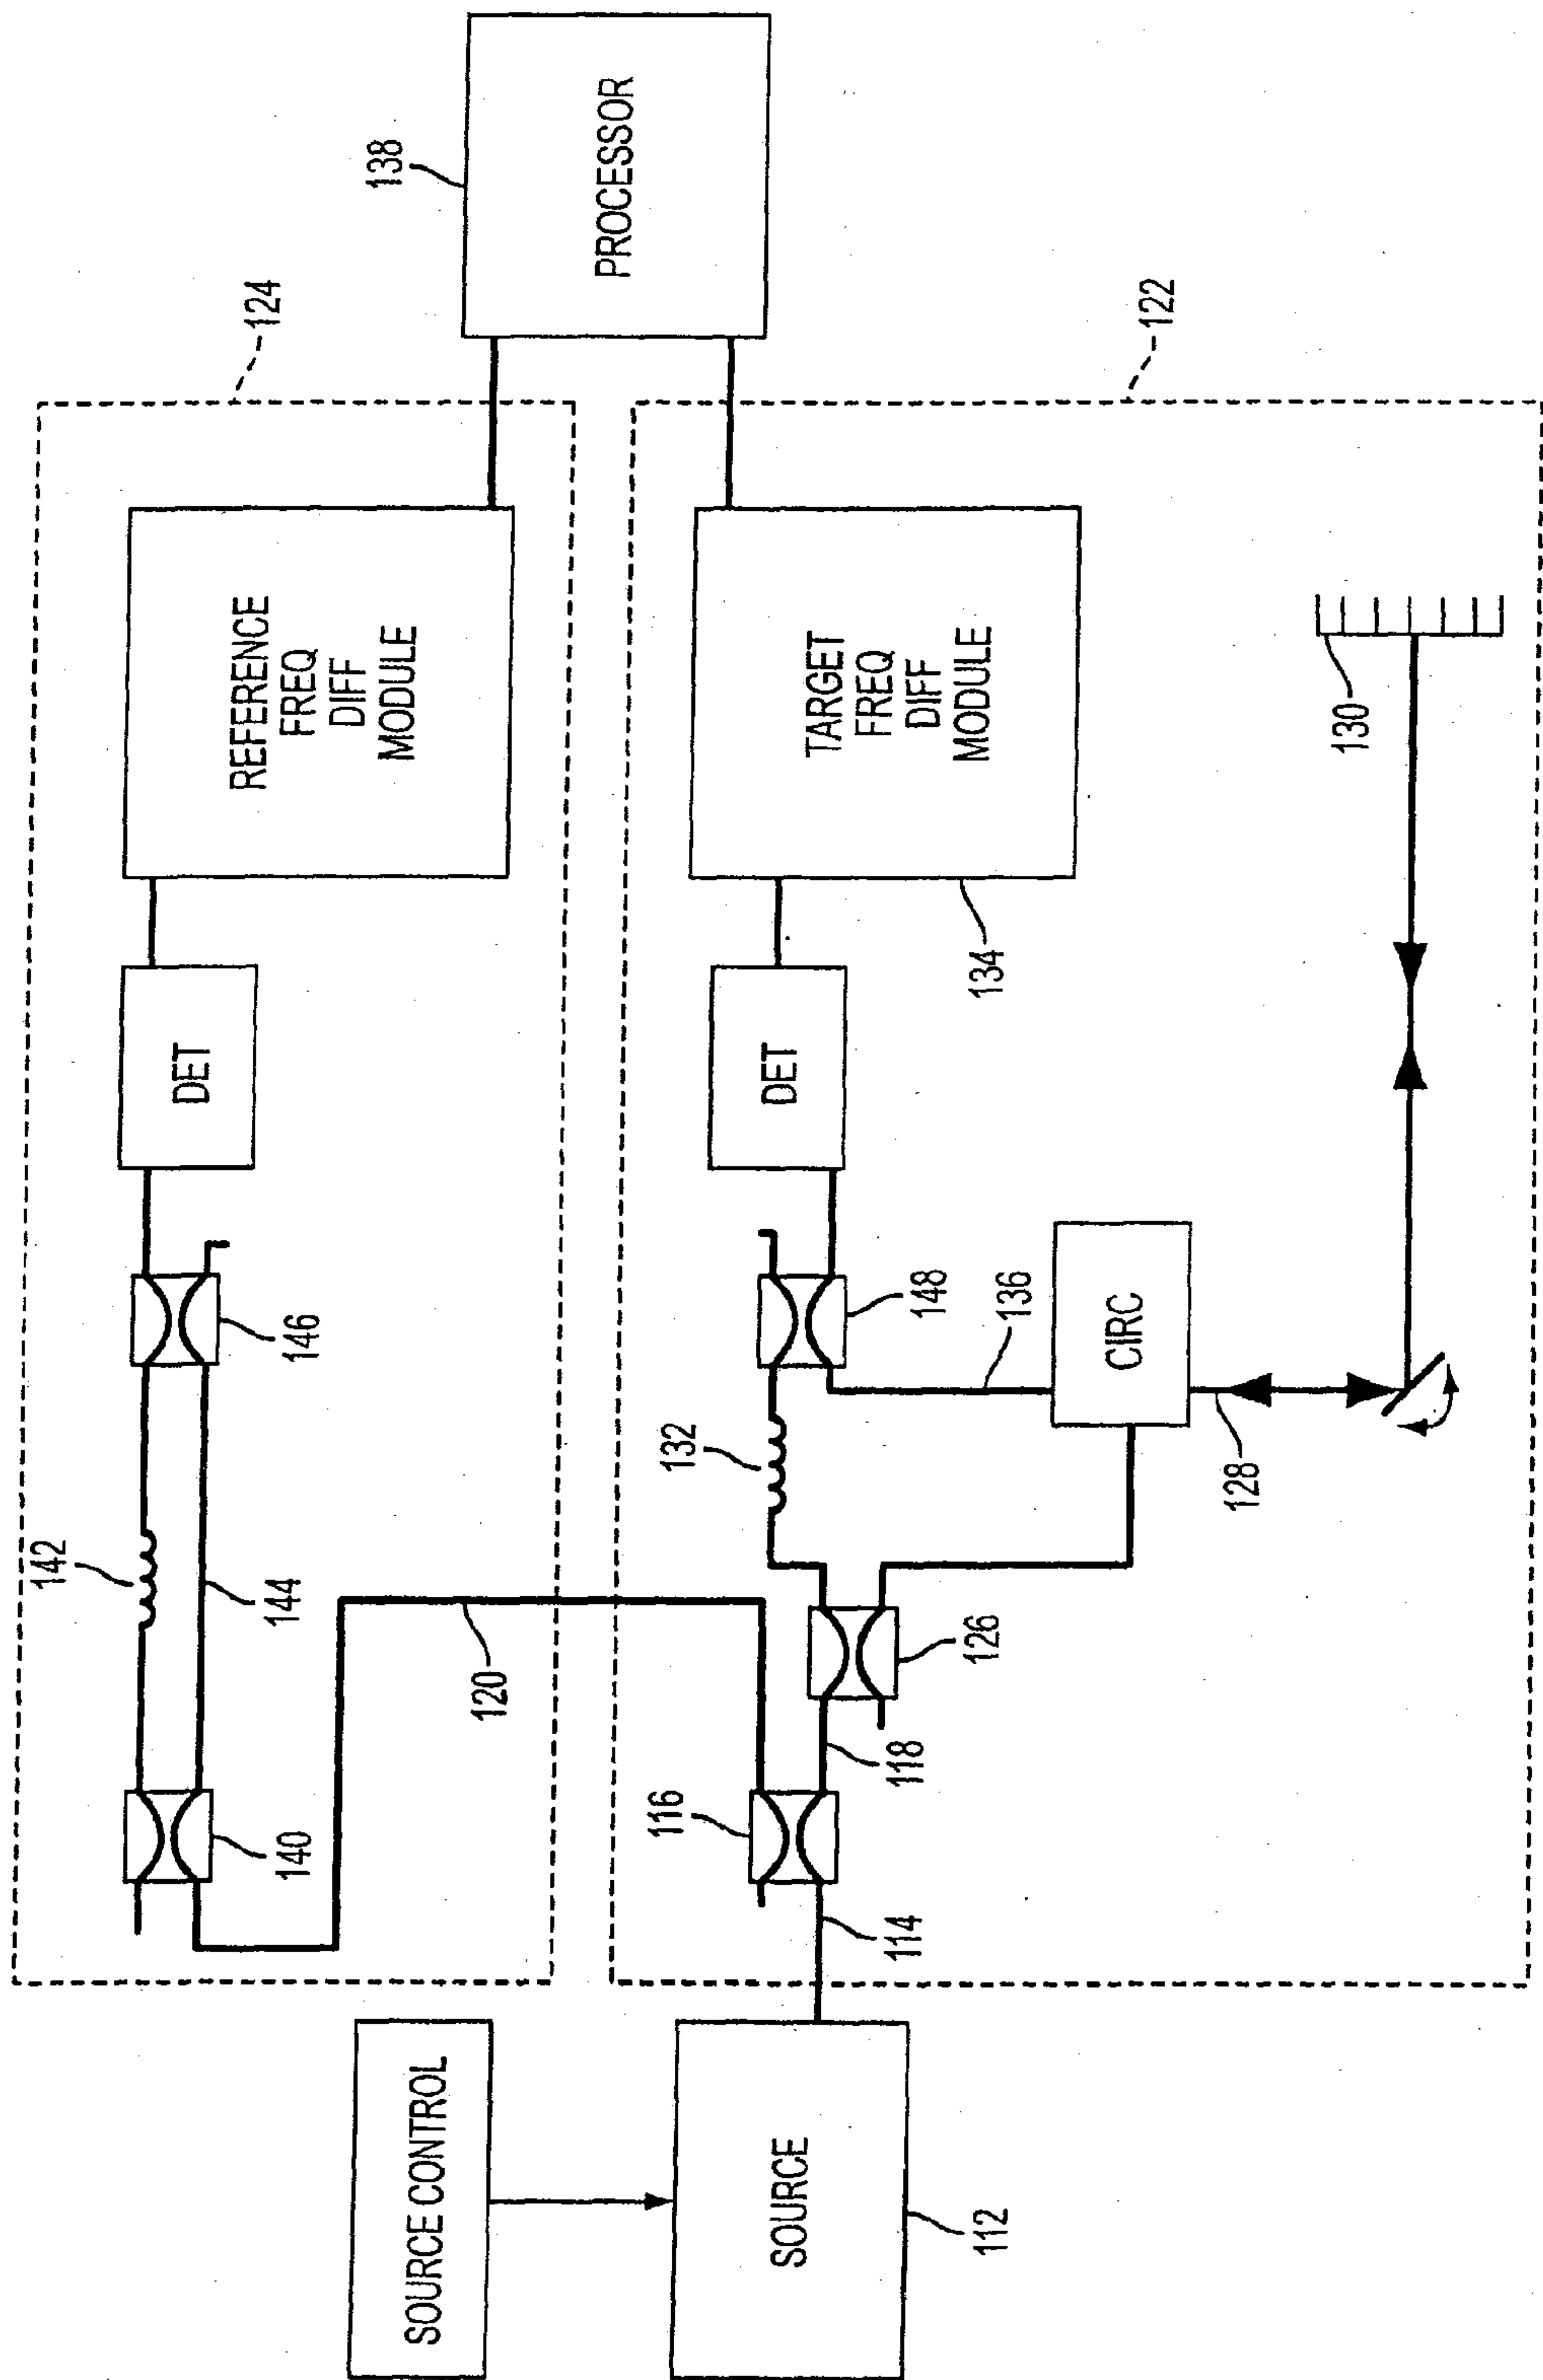 124
142
144
146
140
DET
REFERENCE
FREQ
DIFF
MODULE
138
PROCESSOR
120
SOURCE CONTROL
SOURCE
112
114
116
118
126
132
148
136
DET
TARGET
FREQ
DIFF
MODULE
134
CIRC
128
130
122